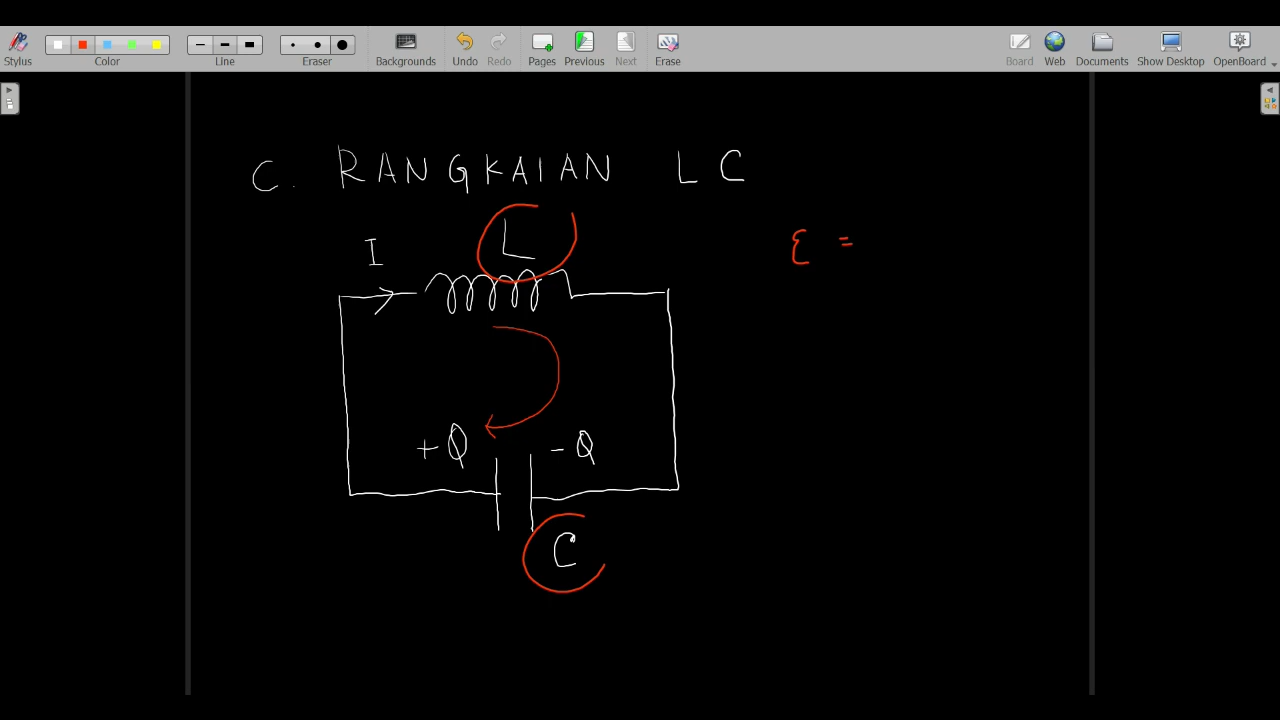 Stylus Color Line Eraser Backgrounds Undo Redo Pages Previous Next Erase Board Web Documents Show Desktop OpenBoard
C. RANGKAIAN LC
I L
ε =
+Q -Q
C